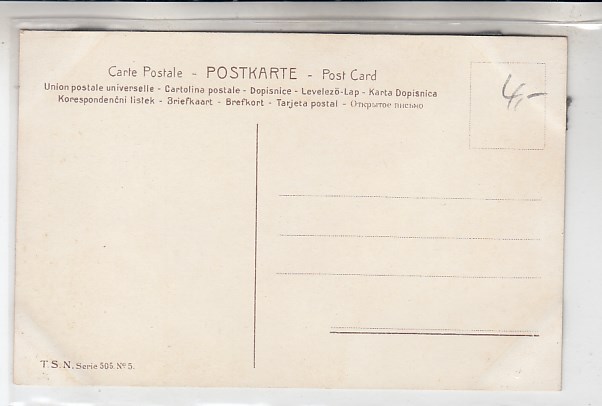 Carte Postale - POSTKARTE - Post Card
Union postale universelle - Cartolina postale - Dopisnice - Levelező-Lap - Karta Dopisnica
Korespondenční lístek - Briefkaart - Brefkort - Tarjeta postal - Открытое письмо
4,-
T. S. N. Serie 505. Nº 5.